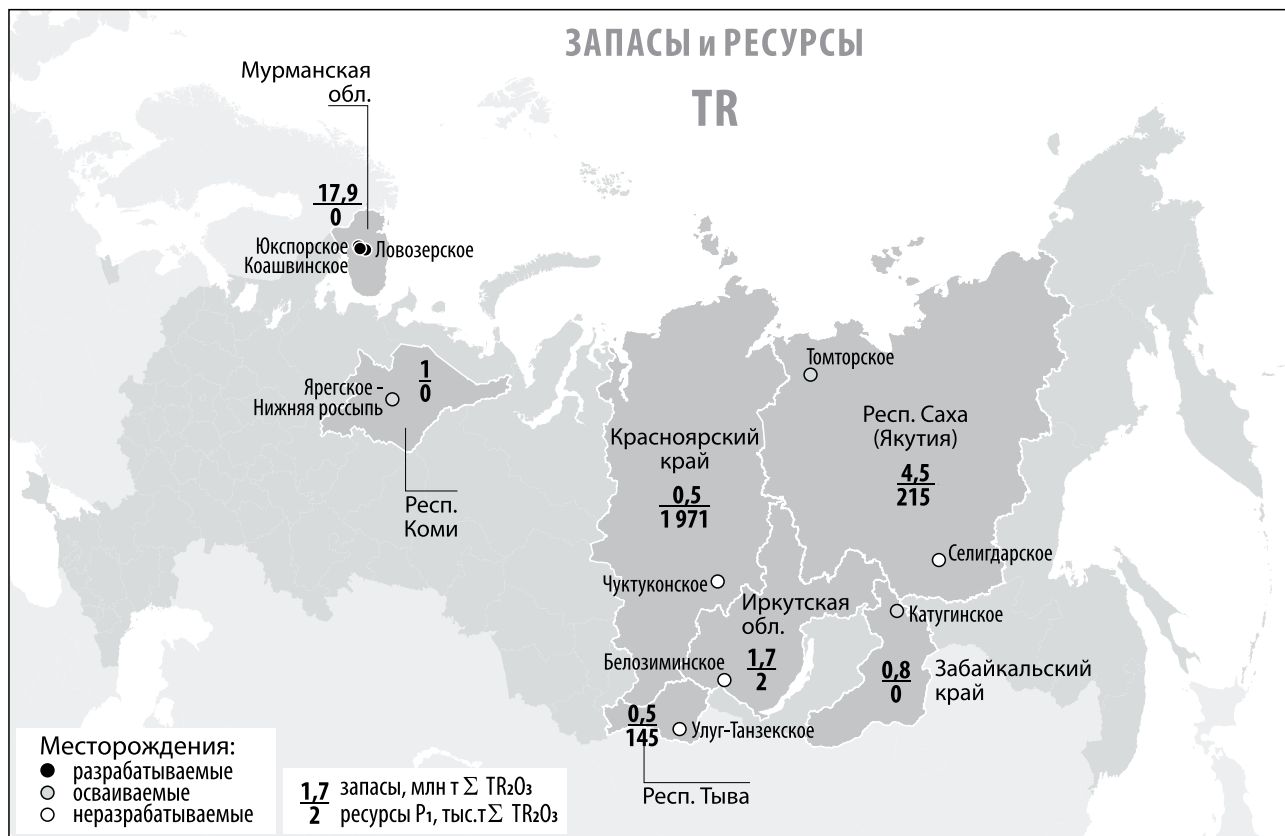 ЗАПАСЫ и РЕСУРСЫ
TR
Мурманская
обл.
17,9
0
Юкспорское
Коашвинское
Ловозерское
Ярегское -
Нижняя россыпь
1
0
Респ.
Коми
Томторское
Респ. Саха
(Якутия)
4,5
215
Красноярский
край
0,5
1 971
Селигдарское
Чуктуконское
Иркутская
обл.
1,7
2
Катугинское
Белозиминское
0,8
0
Забайкальский
край
0,5
145
Улуг-Танзекское
Респ. Тыва
Месторождения:
разрабатываемые
осваиваемые
неразрабатываемые
1,7 запасы, млн т Σ TR₂O₃
2 ресурсы P₁, тыс.т Σ TR₂O₃